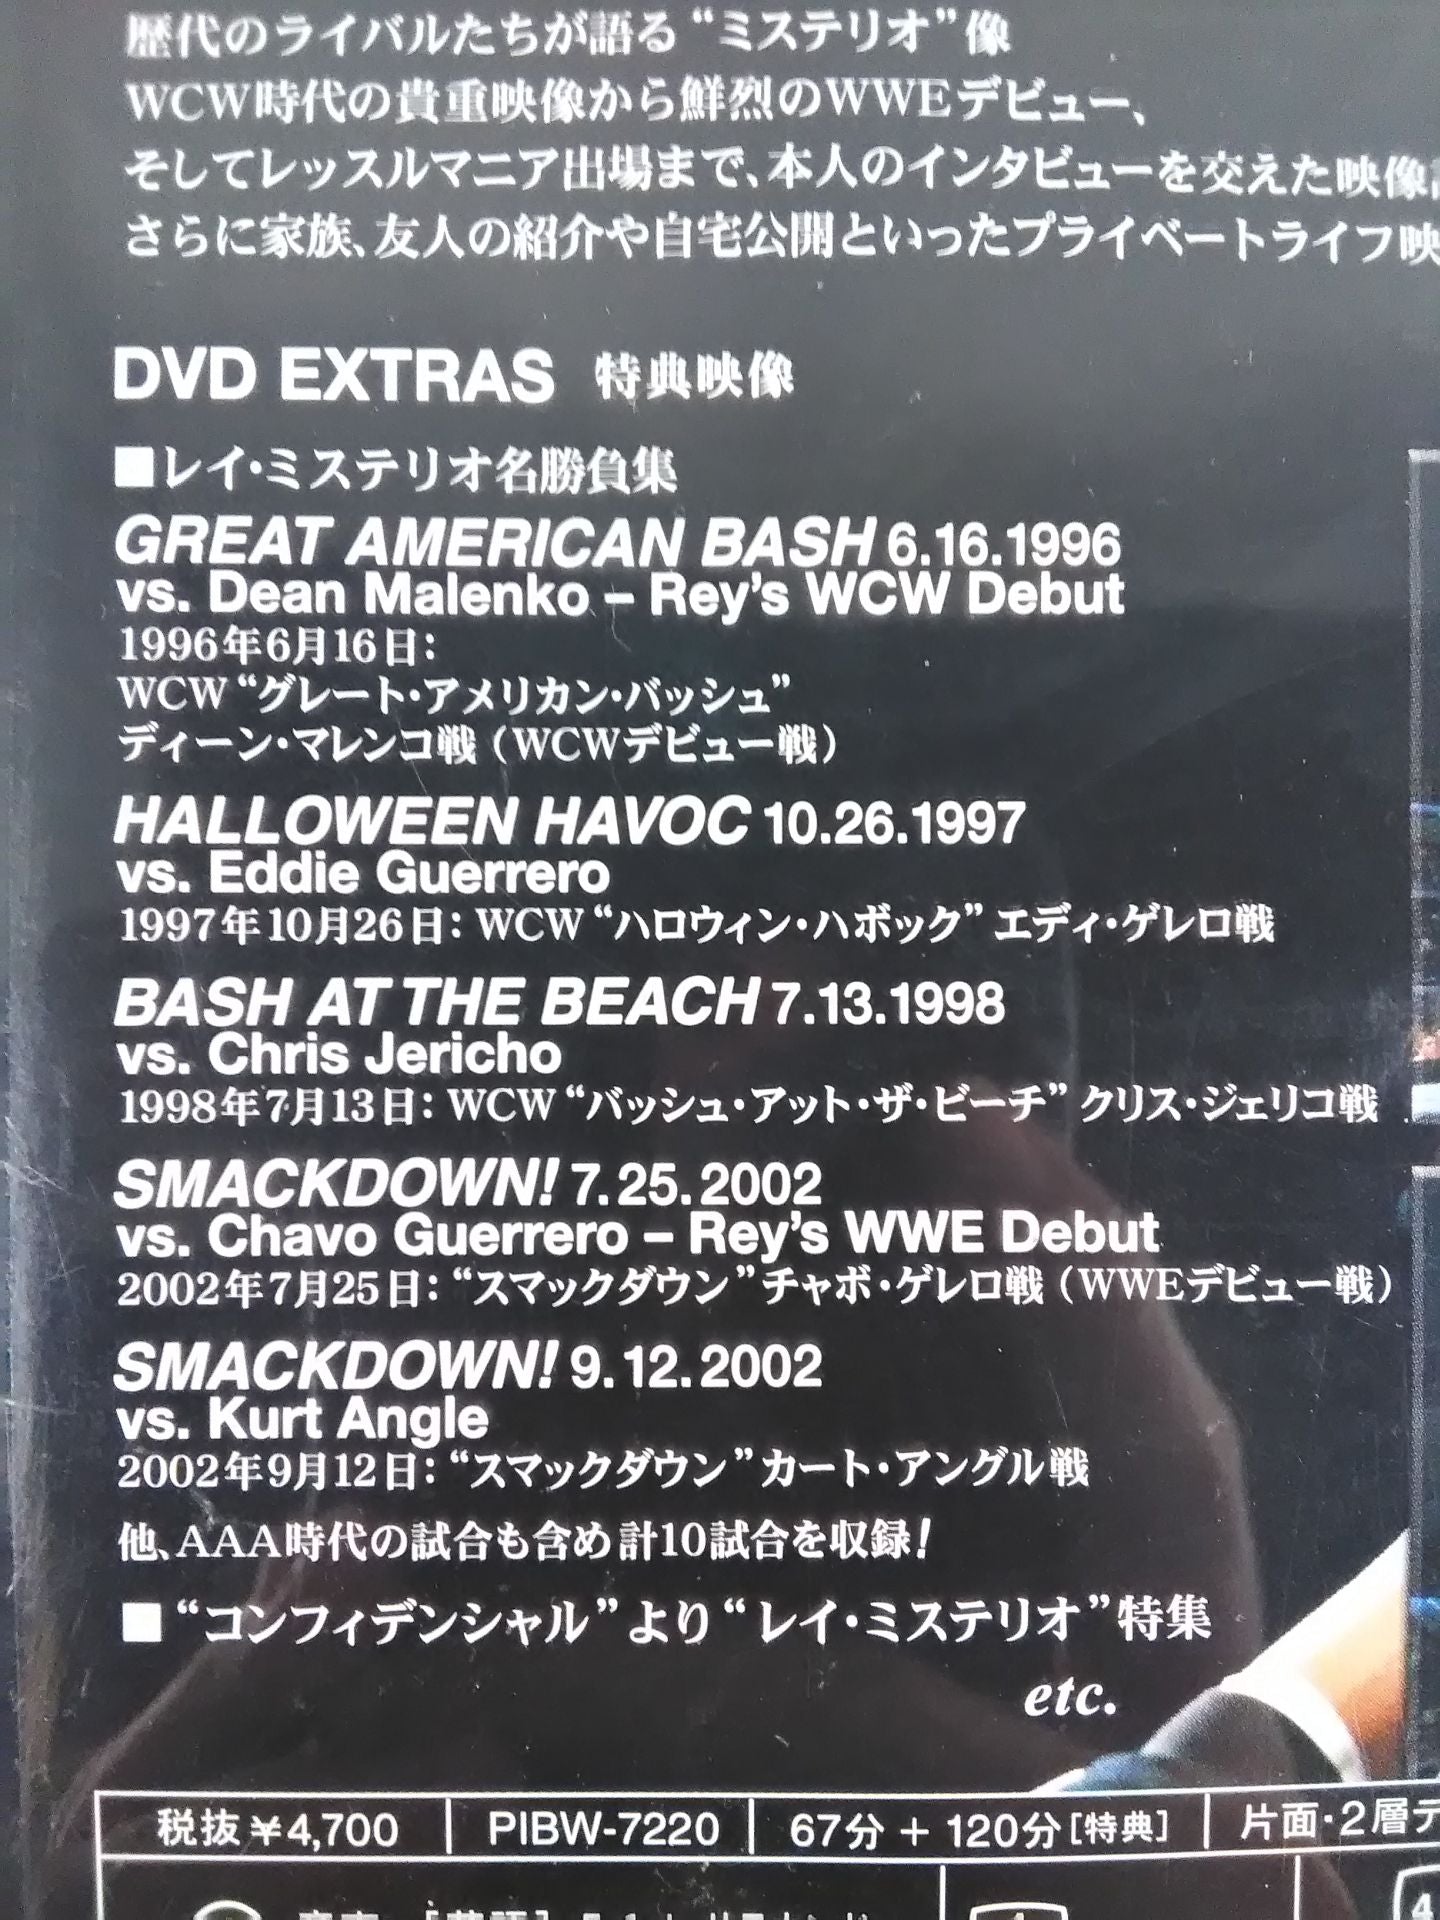 歴代のライバルたちが語る“ミステリオ”像
WCW時代の貴重映像から鮮烈のWWEデビュー、
そしてレッスルマニア出場まで、本人のインタビューを交えた映像
さらに家族、友人の紹介や自宅公開といったプライベートライフ映
DVD EXTRAS 特典映像
■レイ・ミステリオ名勝負集
GREAT AMERICAN BASH 6.16.1996
vs. Dean Malenko – Rey's WCW Debut
1996年6月16日：
WCW“グレート・アメリカン・バッシュ”
ディーン・マレンコ戦（WCWデビュー戦）
HALLOWEEN HAVOC 10.26.1997
vs. Eddie Guerrero
1997年10月26日：WCW“ハロウィン・ハボック”エディ・ゲレロ戦
BASH AT THE BEACH 7.13.1998
vs. Chris Jericho
1998年7月13日：WCW“バッシュ・アット・ザ・ビーチ”クリス・ジェリコ戦
SMACKDOWN! 7.25.2002
vs. Chavo Guerrero – Rey's WWE Debut
2002年7月25日：“スマックダウン”チャボ・ゲレロ戦（WWEデビュー戦）
SMACKDOWN! 9.12.2002
vs. Kurt Angle
2002年9月12日：“スマックダウン”カート・アングル戦
他、AAA時代の試合も含め計10試合を収録！
■“コンフィデンシャル”より“レイ・ミステリオ”特集
etc.
税抜￥4,700 PIBW-7220 67分＋120分[特典] 片面・2層デ